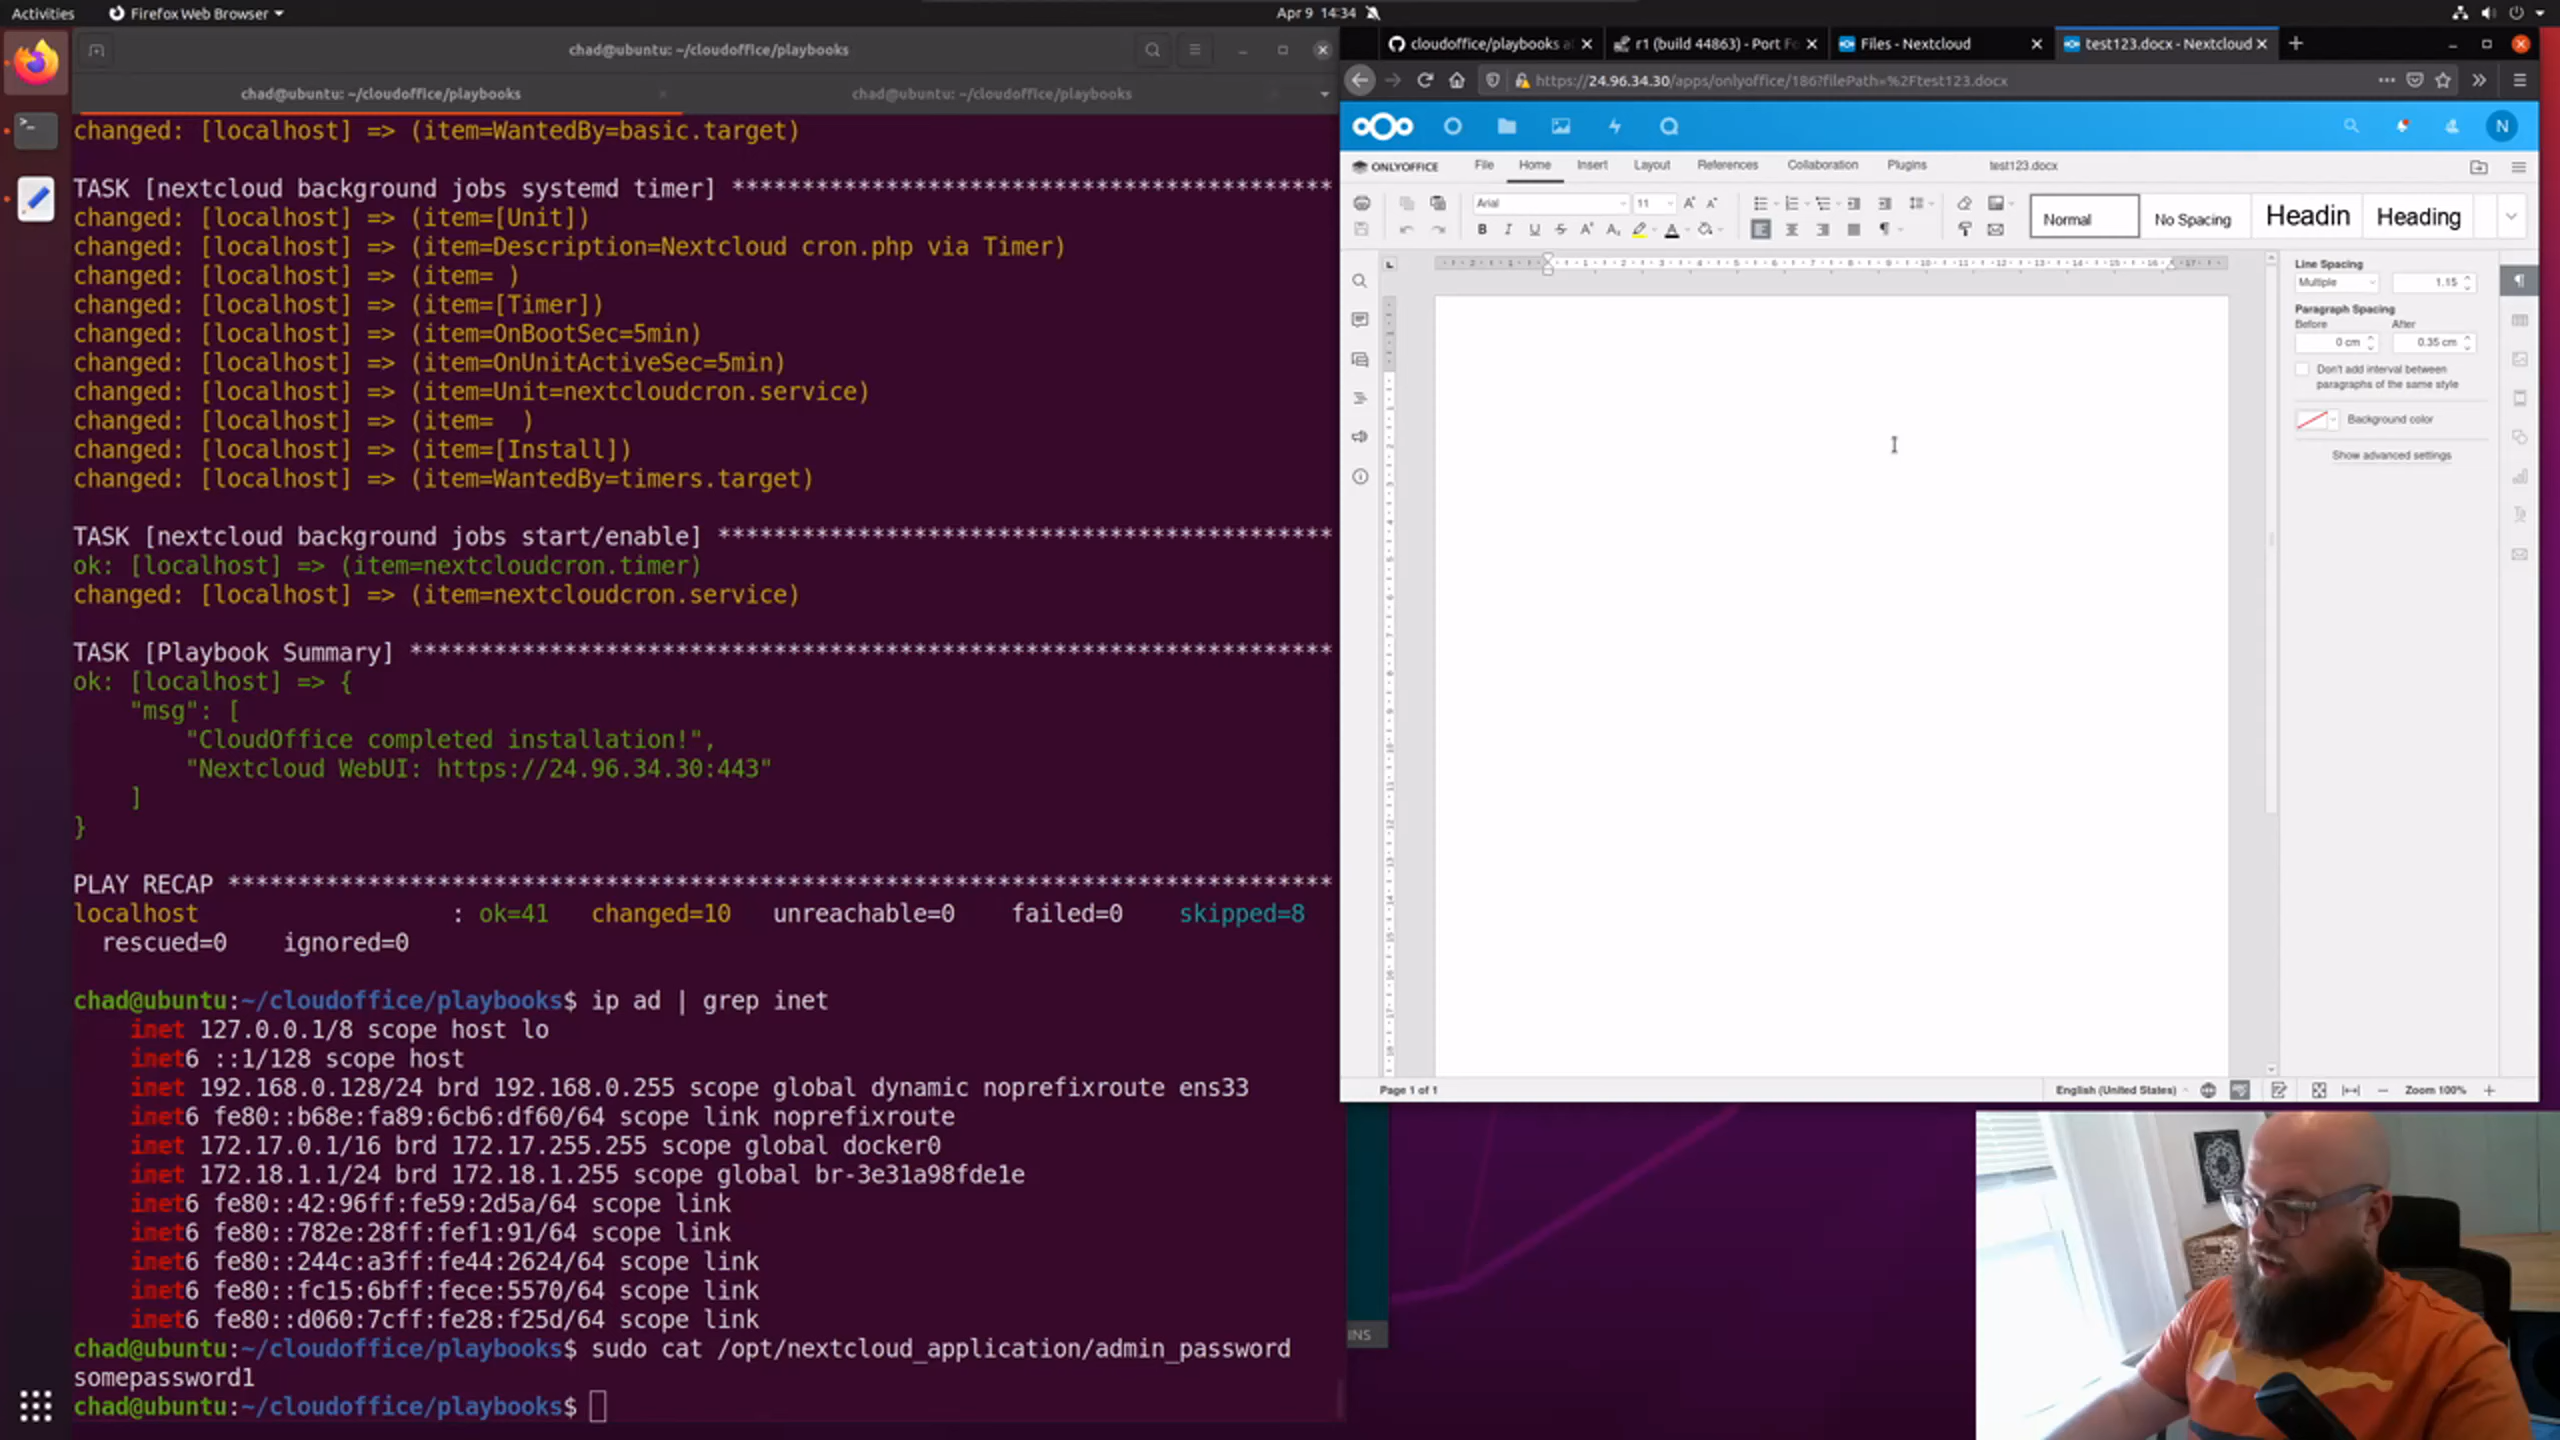 Activities Firefox Web Browser
Apr 9 14:34
chad@ubuntu: ~/cloudoffice/playbooks
chad@ubuntu: ~/cloudoffice/playbooks
chad@ubuntu: ~/cloudoffice/playbooks
changed: [localhost] => (item=WantedBy=basic.target)
TASK [nextcloud background jobs systemd timer] *******************************************
changed: [localhost] => (item=[Unit])
changed: [localhost] => (item=Description=Nextcloud cron.php via Timer)
changed: [localhost] => (item= )
changed: [localhost] => (item=[Timer])
changed: [localhost] => (item=OnBootSec=5min)
changed: [localhost] => (item=OnUnitActiveSec=5min)
changed: [localhost] => (item=Unit=nextcloudcron.service)
changed: [localhost] => (item=  )
changed: [localhost] => (item=[Install])
changed: [localhost] => (item=WantedBy=timers.target)
TASK [nextcloud background jobs start/enable] ********************************************
ok: [localhost] => (item=nextcloudcron.timer)
changed: [localhost] => (item=nextcloudcron.service)
TASK [Playbook Summary] ******************************************************************
ok: [localhost] => {
"msg": [
"CloudOffice completed installation!",
"Nextcloud WebUI: https://24.96.34.30:443"
]
}
PLAY RECAP *******************************************************************************
localhost : ok=41 changed=10 unreachable=0 failed=0 skipped=8
rescued=0 ignored=0
chad@ubuntu:~/cloudoffice/playbooks$ ip ad | grep inet
inet 127.0.0.1/8 scope host lo
inet6 ::1/128 scope host
inet 192.168.0.128/24 brd 192.168.0.255 scope global dynamic noprefixroute ens33
inet6 fe80::b68e:fa89:6cb6:df60/64 scope link noprefixroute
inet 172.17.0.1/16 brd 172.17.255.255 scope global docker0
inet 172.18.1.1/24 brd 172.18.1.255 scope global br-3e31a98fde1e
inet6 fe80::42:96ff:fe59:2d5a/64 scope link
inet6 fe80::782e:28ff:fef1:91/64 scope link
inet6 fe80::244c:a3ff:fe44:2624/64 scope link
inet6 fe80::fc15:6bff:fece:5570/64 scope link
inet6 fe80::d060:7cff:fe28:f25d/64 scope link
chad@ubuntu:~/cloudoffice/playbooks$ sudo cat /opt/nextcloud_application/admin_password
somepassword1
chad@ubuntu:~/cloudoffice/playbooks$
cloudoffice/playbooks a r1 (build 44863) - Port Fo Files - Nextcloud test123.docx - Nextcloud
https://24.96.34.30/apps/onlyoffice/186?filePath=%2Ftest123.docx
N
ONLYOFFICE File Home Insert Layout References Collaboration Plugins test123.docx
Arial 11 Normal No Spacing Headin Heading
B I U S A A
Line Spacing
Multiple 1.15
Paragraph Spacing
Before After
0 cm 0.35 cm
Don't add interval between
paragraphs of the same style
Background color
Show advanced settings
Page 1 of 1 English (United States) Zoom 100%
INS